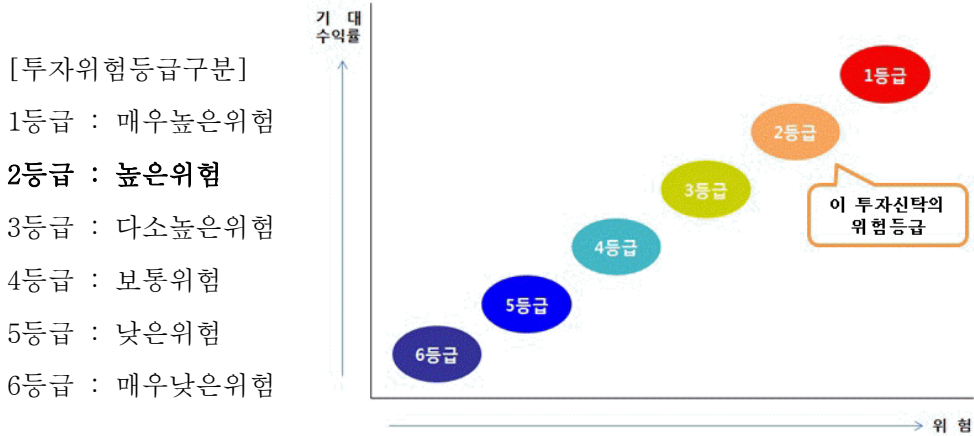 [투자위험등급구분]
1등급 : 매우높은위험
2등급 : 높은위험
3등급 : 다소높은위험
4등급 : 보통위험
5등급 : 낮은위험
6등급 : 매우낮은위험
기 대
수익률
1등급
2등급
3등급
4등급
5등급
6등급
이 투자신탁의
위험등급
위 험